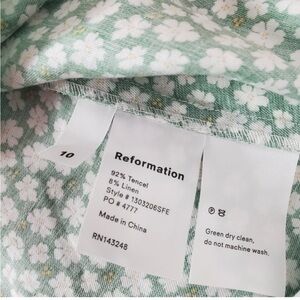 10
Reformation
92% Tencel
8% Linen
Style # 1303206SFE
PO # 4777
Made in China
RN143248
Green dry clean,
do not machine wash.